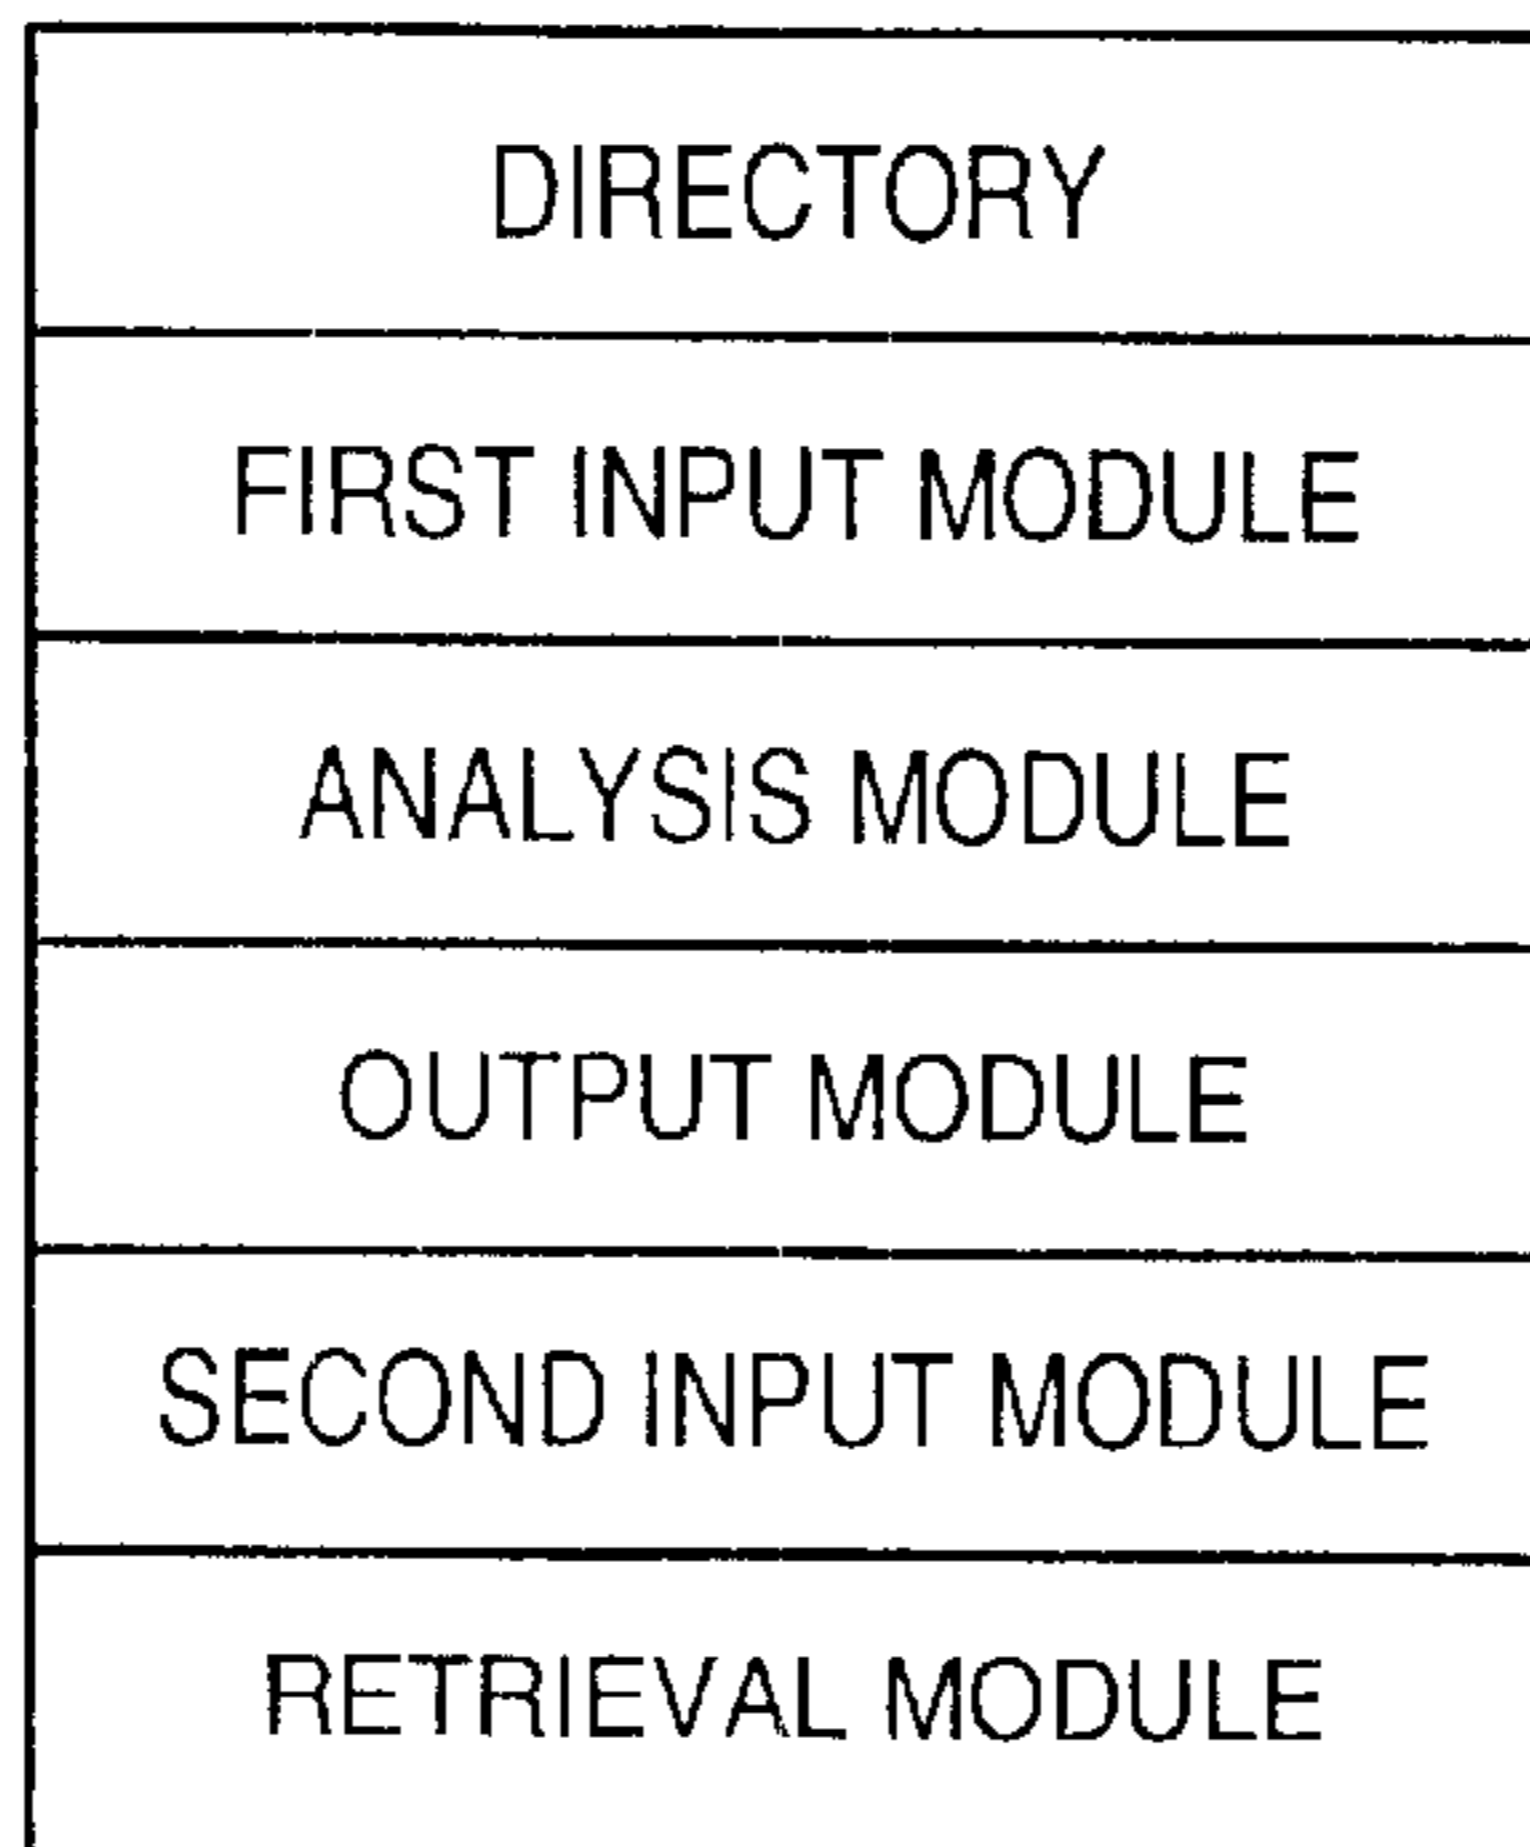 DIRECTORY
FIRST INPUT MODULE
ANALYSIS MODULE
OUTPUT MODULE
SECOND INPUT MODULE
RETRIEVAL MODULE